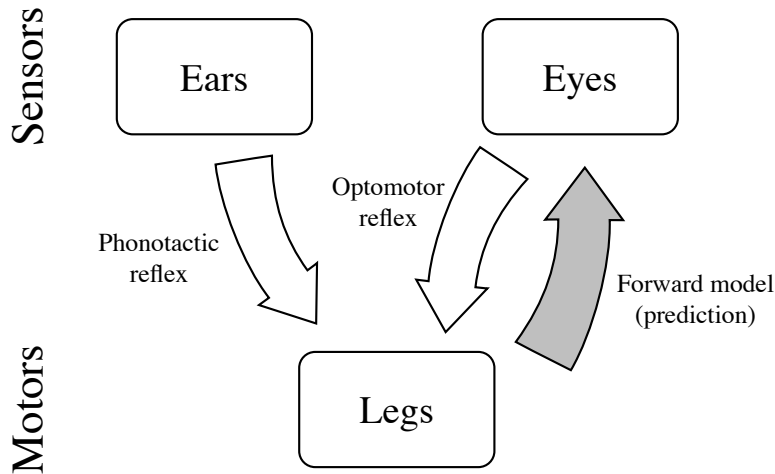 Sensors
Ears
Eyes
Optomotor
reflex
Phonotactic
reflex
Forward model
(prediction)
Motors
Legs